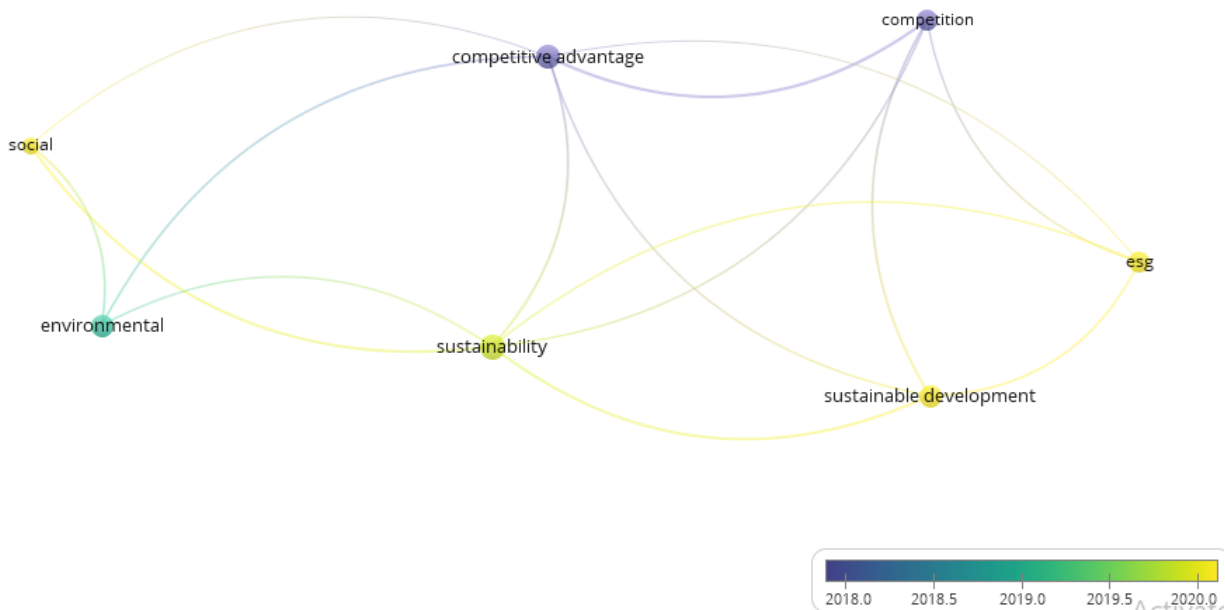 competition
competitive advantage
social
esg
environmental
sustainability
sustainable development
2018.0 2018.5 2019.0 2019.5 2020.0